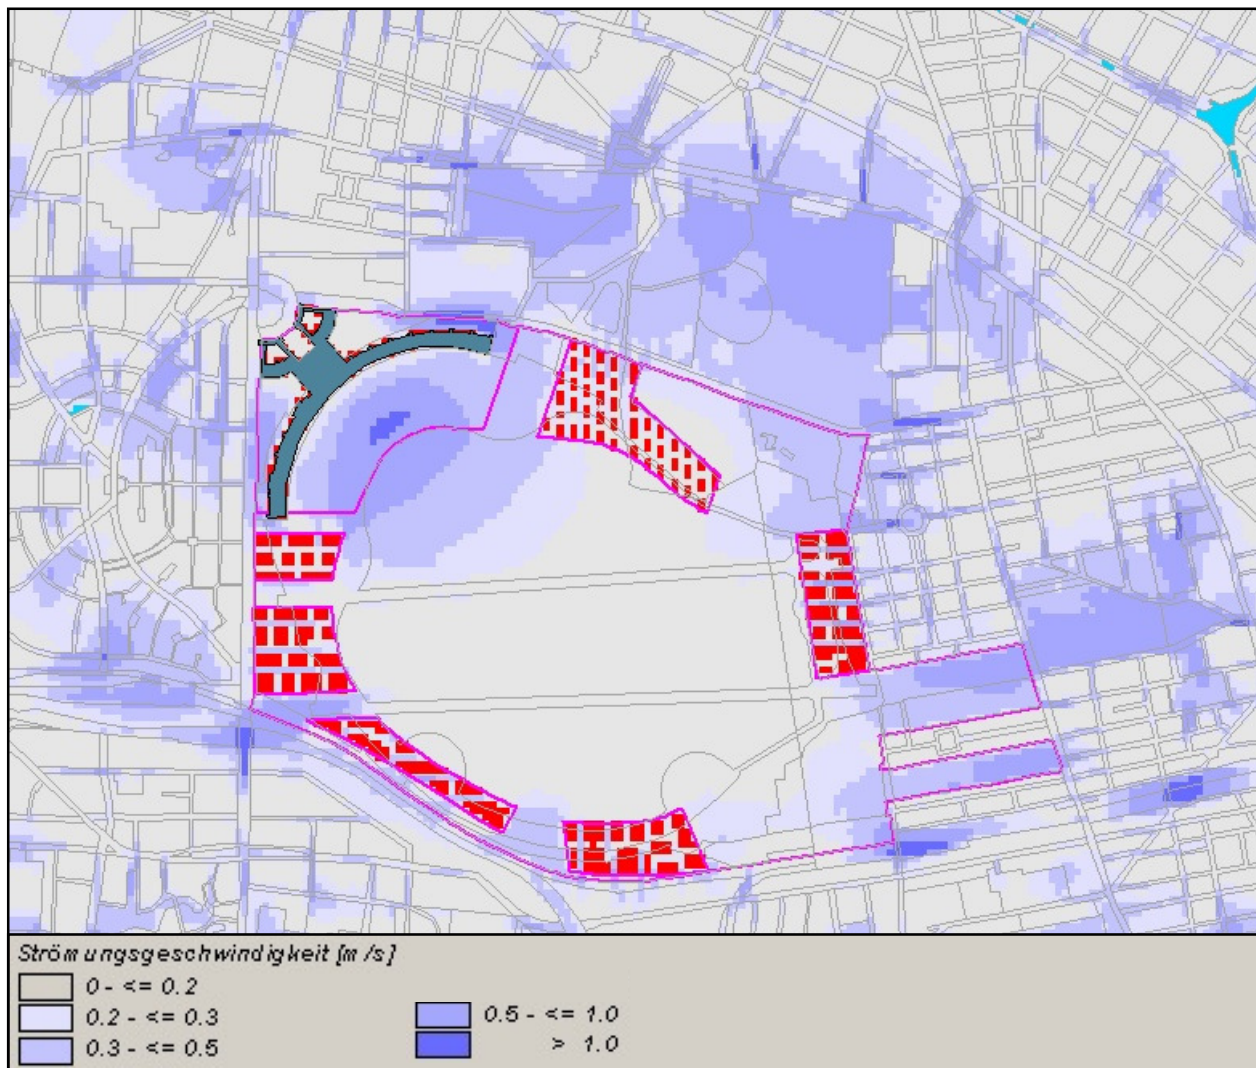 Strömungsgeschwindigkeit [m/s]
0 - <= 0.2
0.2 - <= 0.3
0.3 - <= 0.5
0.5 - <= 1.0
> 1.0